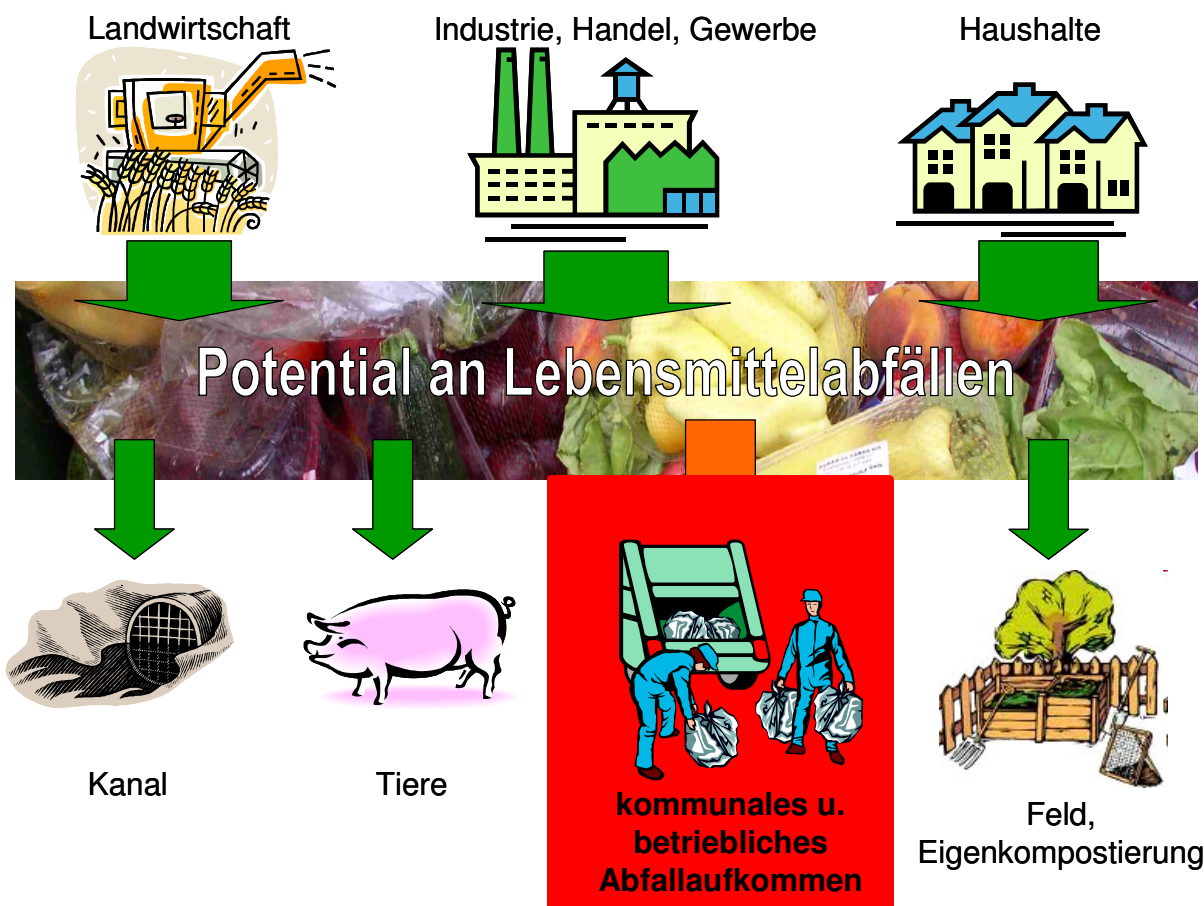 Landwirtschaft
Industrie, Handel, Gewerbe
Haushalte
Potential an Lebensmittelabfällen
Kanal
Tiere
kommunales u.
betriebliches
Abfallaufkommen
Feld,
Eigenkompostierung